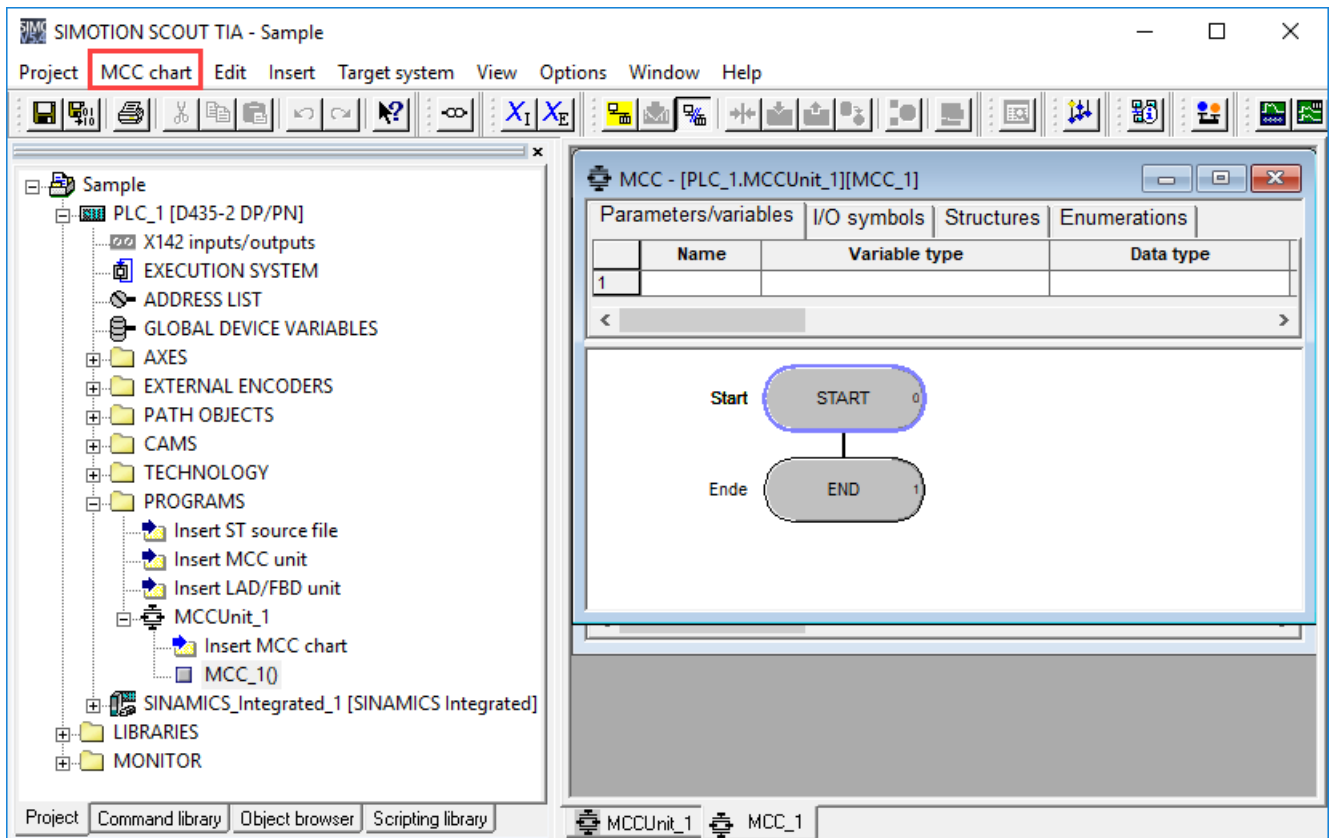 SIMOTION SCOUT TIA - Sample
Project MCC chart Edit Insert Target system View Options Window Help
XI XE
Sample
PLC_1 [D435-2 DP/PN]
X142 inputs/outputs
EXECUTION SYSTEM
ADDRESS LIST
GLOBAL DEVICE VARIABLES
AXES
EXTERNAL ENCODERS
PATH OBJECTS
CAMS
TECHNOLOGY
PROGRAMS
Insert ST source file
Insert MCC unit
Insert LAD/FBD unit
MCCUnit_1
Insert MCC chart
MCC_1()
SINAMICS_Integrated_1 [SINAMICS Integrated]
LIBRARIES
MONITOR
Project Command library Object browser Scripting library
MCC - [PLC_1.MCCUnit_1][MCC_1]
Parameters/variables I/O symbols Structures Enumerations
Name Variable type Data type
1
Start START 0
Ende END 1
MCCUnit_1 MCC_1